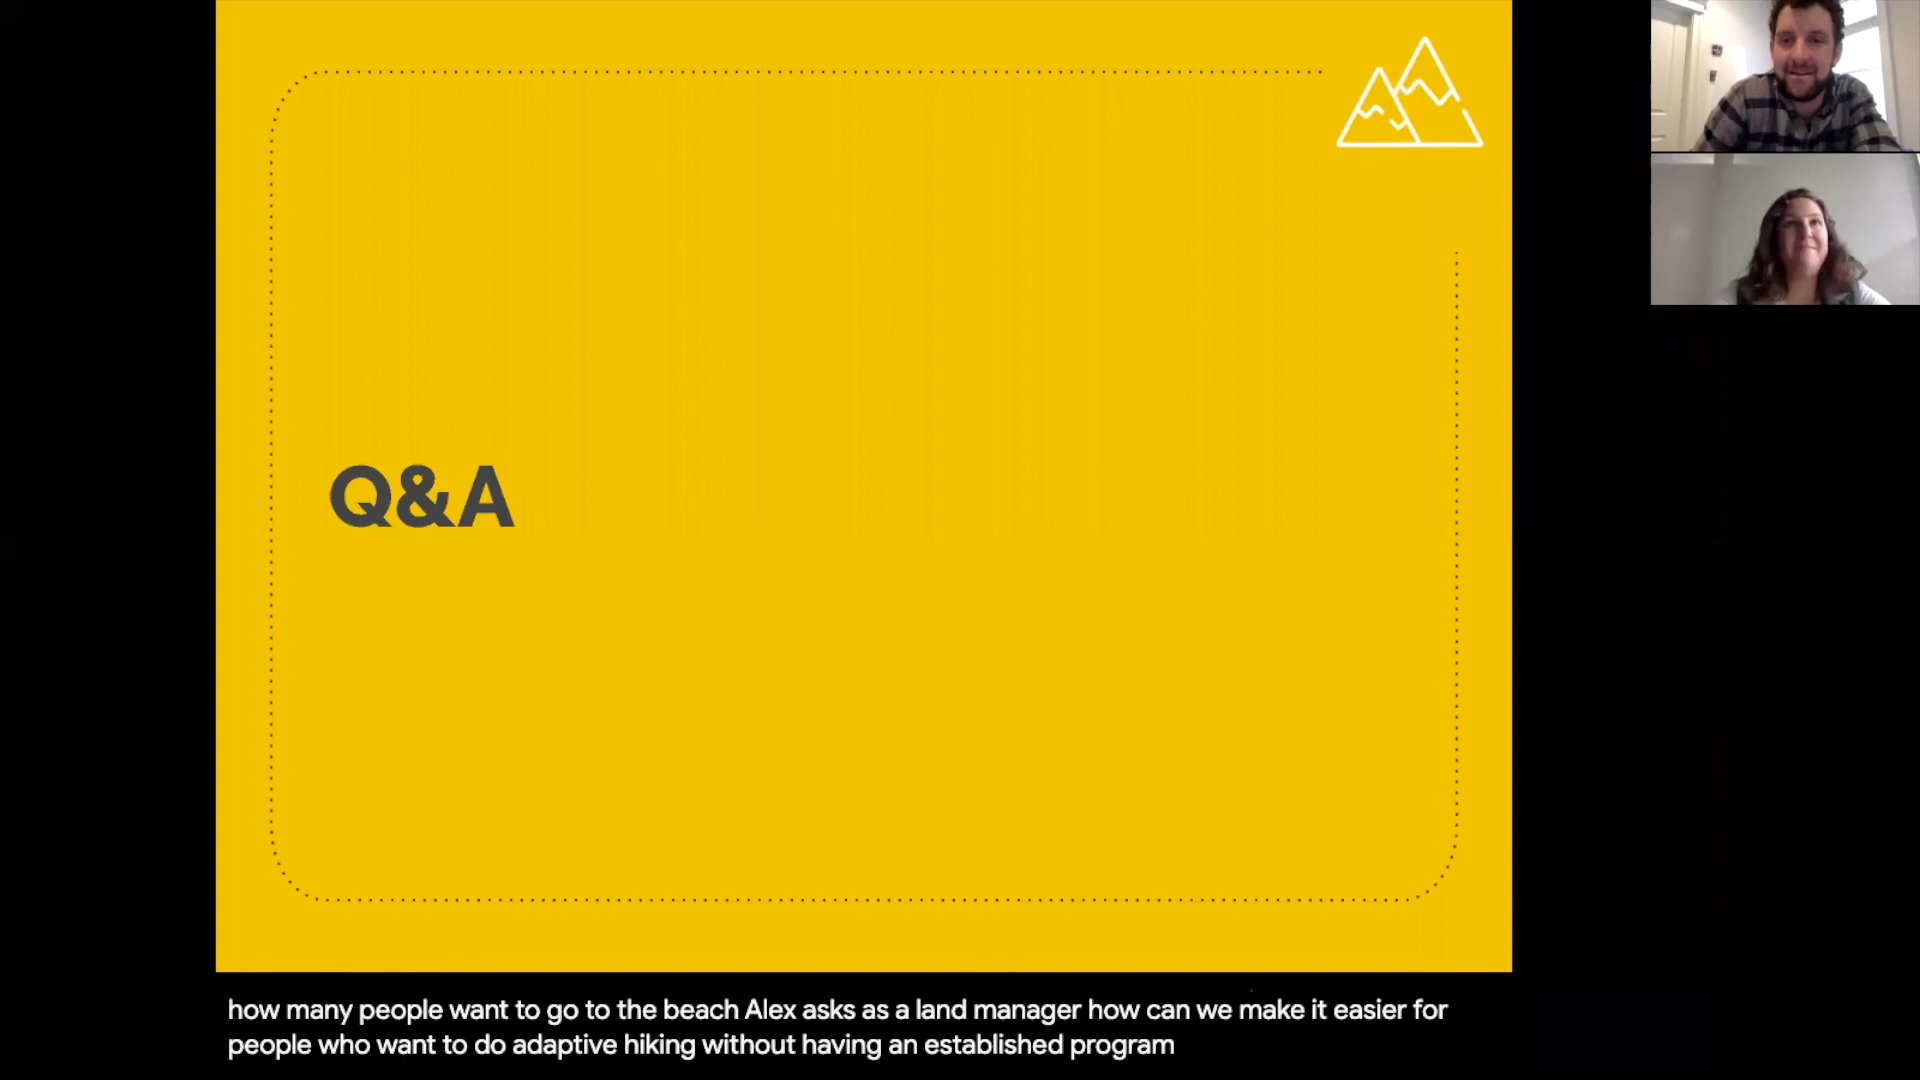 Q&A
how many people want to go to the beach Alex asks as a land manager how can we make it easier for
people who want to do adaptive hiking without having an established program